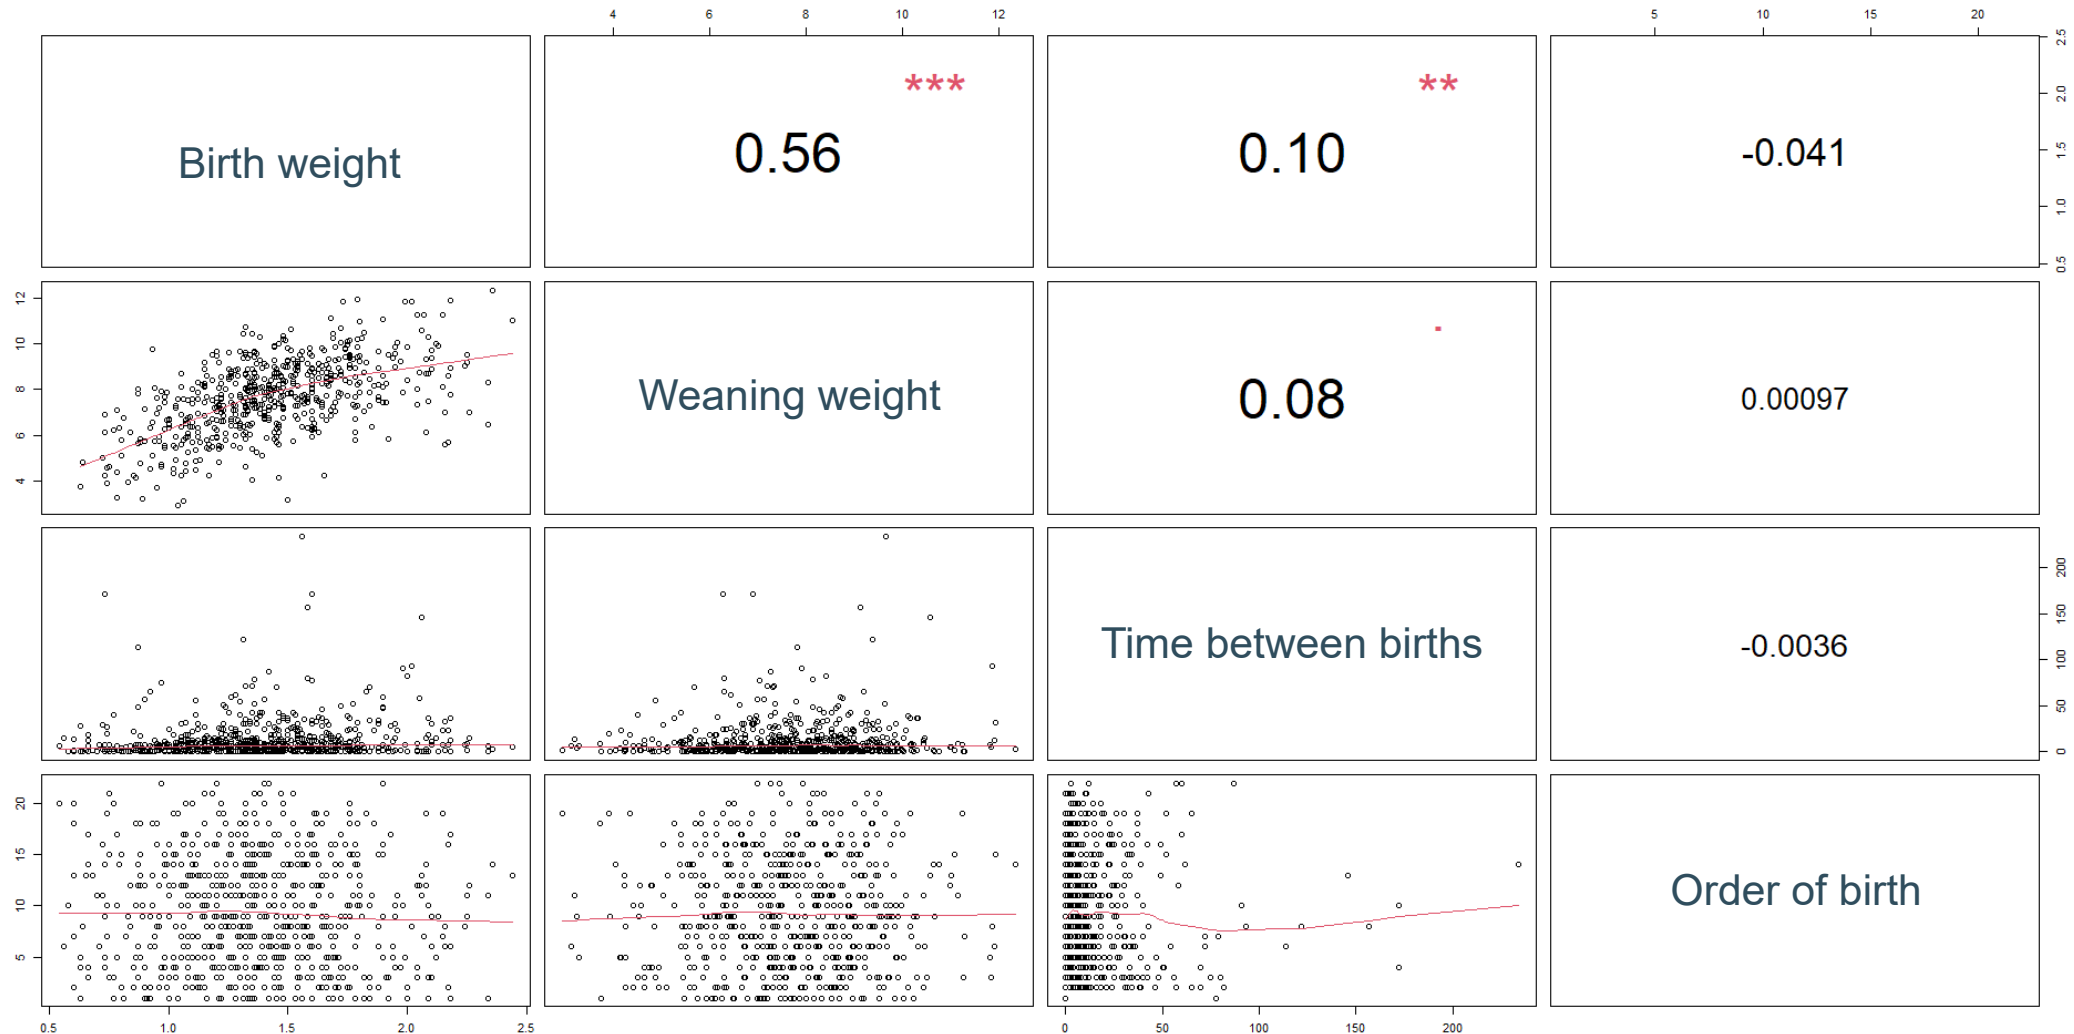 4 6 8 10 12
5 10 15 20
Birth weight
0.56
***
0.10
**
-0.041
0.5 1.0 1.5 2.0 2.5
4 6 8 10 12
Weaning weight
0.08
.
0.00097
Time between births
-0.0036
0 50 100 150 200
5 10 15 20
Order of birth
0.5 1.0 1.5 2.0 2.5
0 50 100 150 200